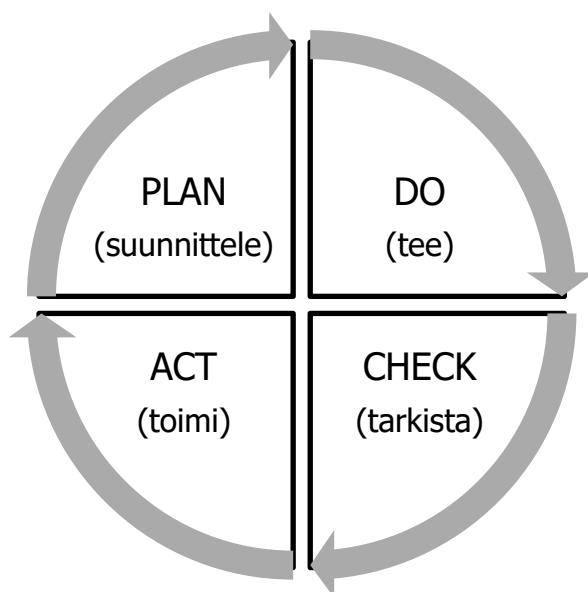 PLAN
(suunnittele)
DO
(tee)
ACT
(toimi)
CHECK
(tarkista)